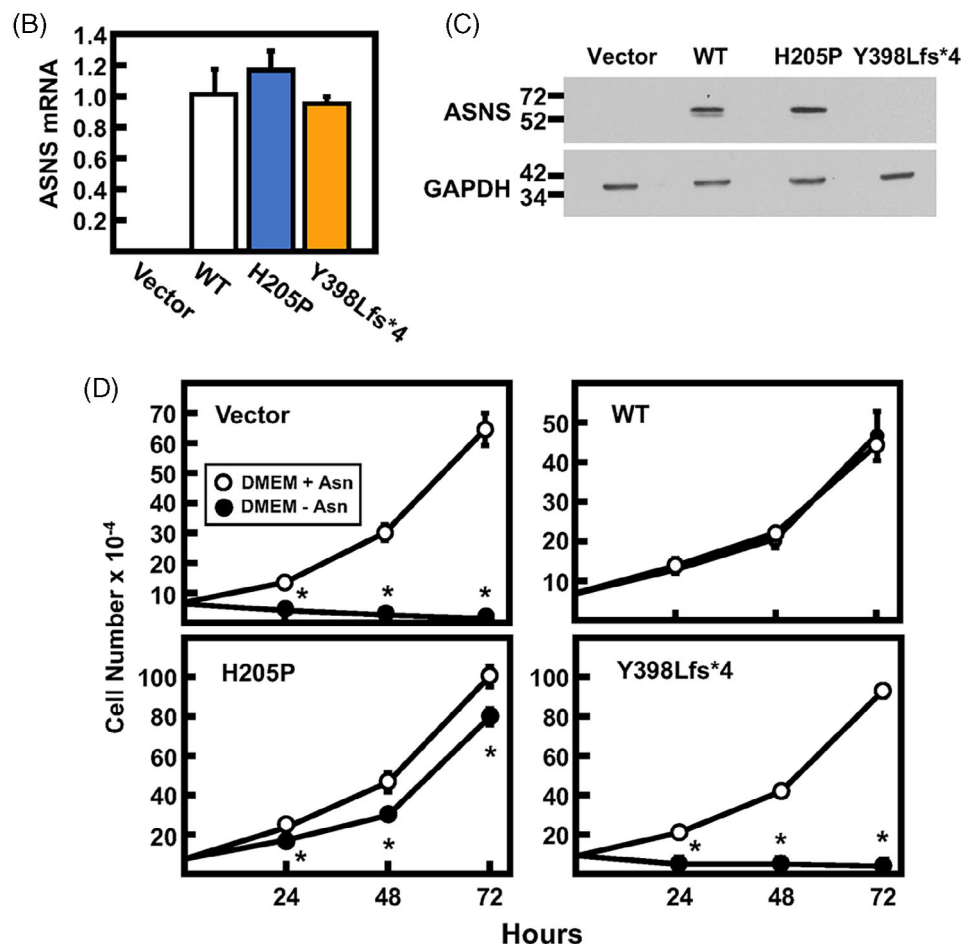 (B)
ASNS mRNA
1.4
1.2
1.0
0.8
0.6
0.4
0.2
Vector
WT
H205P
Y398Lfs*4
(C)
Vector WT H205P Y398Lfs*4
ASNS
72
52
GAPDH
42
34
(D)
Cell Number x 10-4
Vector
70
60
50
40
30
20
10
DMEM + Asn
DMEM - Asn
* * *
WT
50
40
30
20
10
H205P
100
80
60
40
20
* * *
24 48 72
Y398Lfs*4
100
80
60
40
20
* * *
24 48 72
Hours